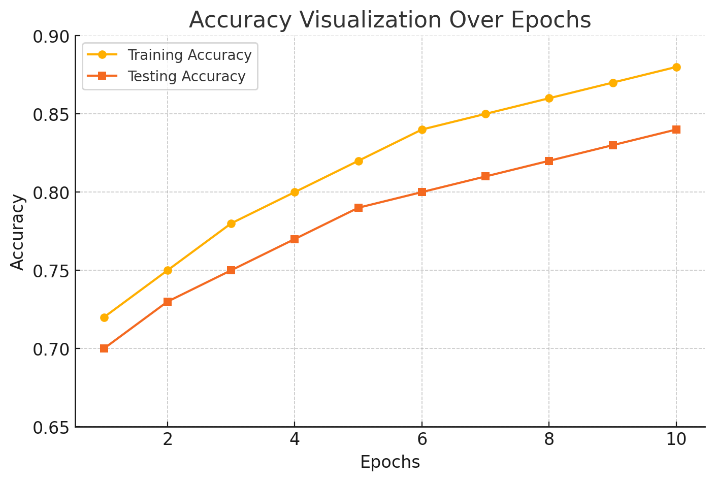 Accuracy Visualization Over Epochs
Training Accuracy
Testing Accuracy
Accuracy
0.90
0.85
0.80
0.75
0.70
0.65
2 4 6 8 10
Epochs